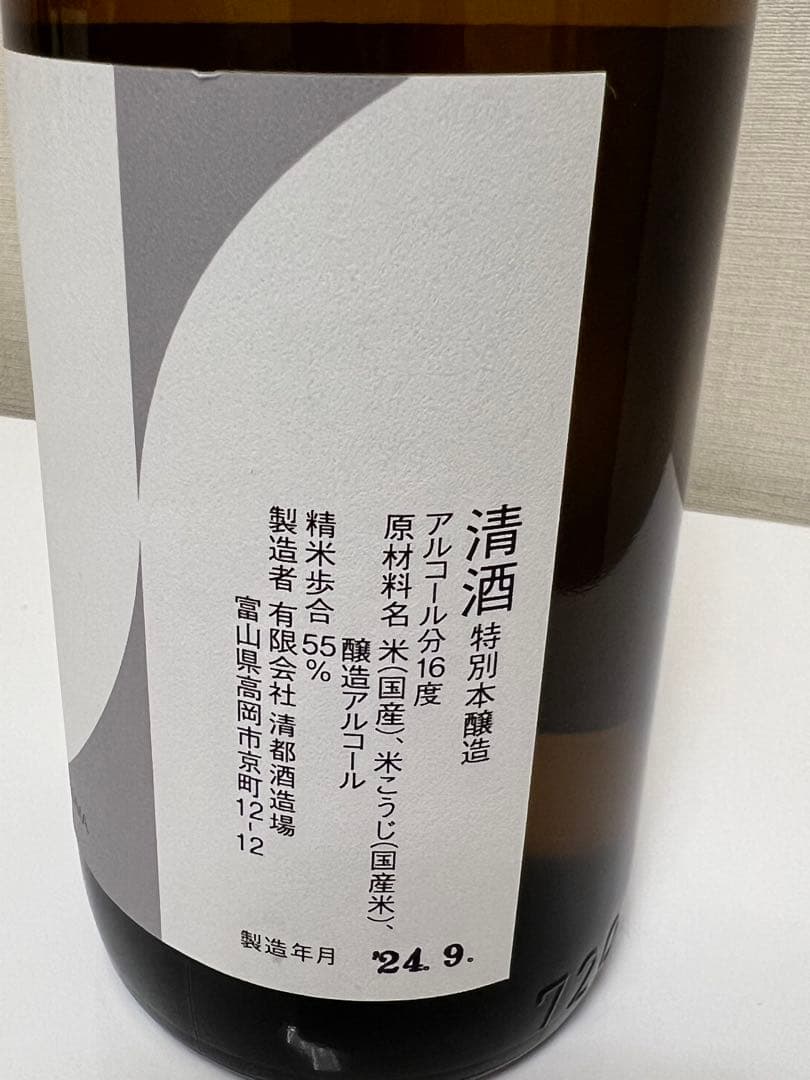 清酒 特別本醸造
アルコール分16度
原材料名 米(国産)、米こうじ(国産米)、
醸造アルコール
精米歩合 55%
製造者 有限会社 清都酒造場
富山県高岡市京町12-12
製造年月 '24. 9.